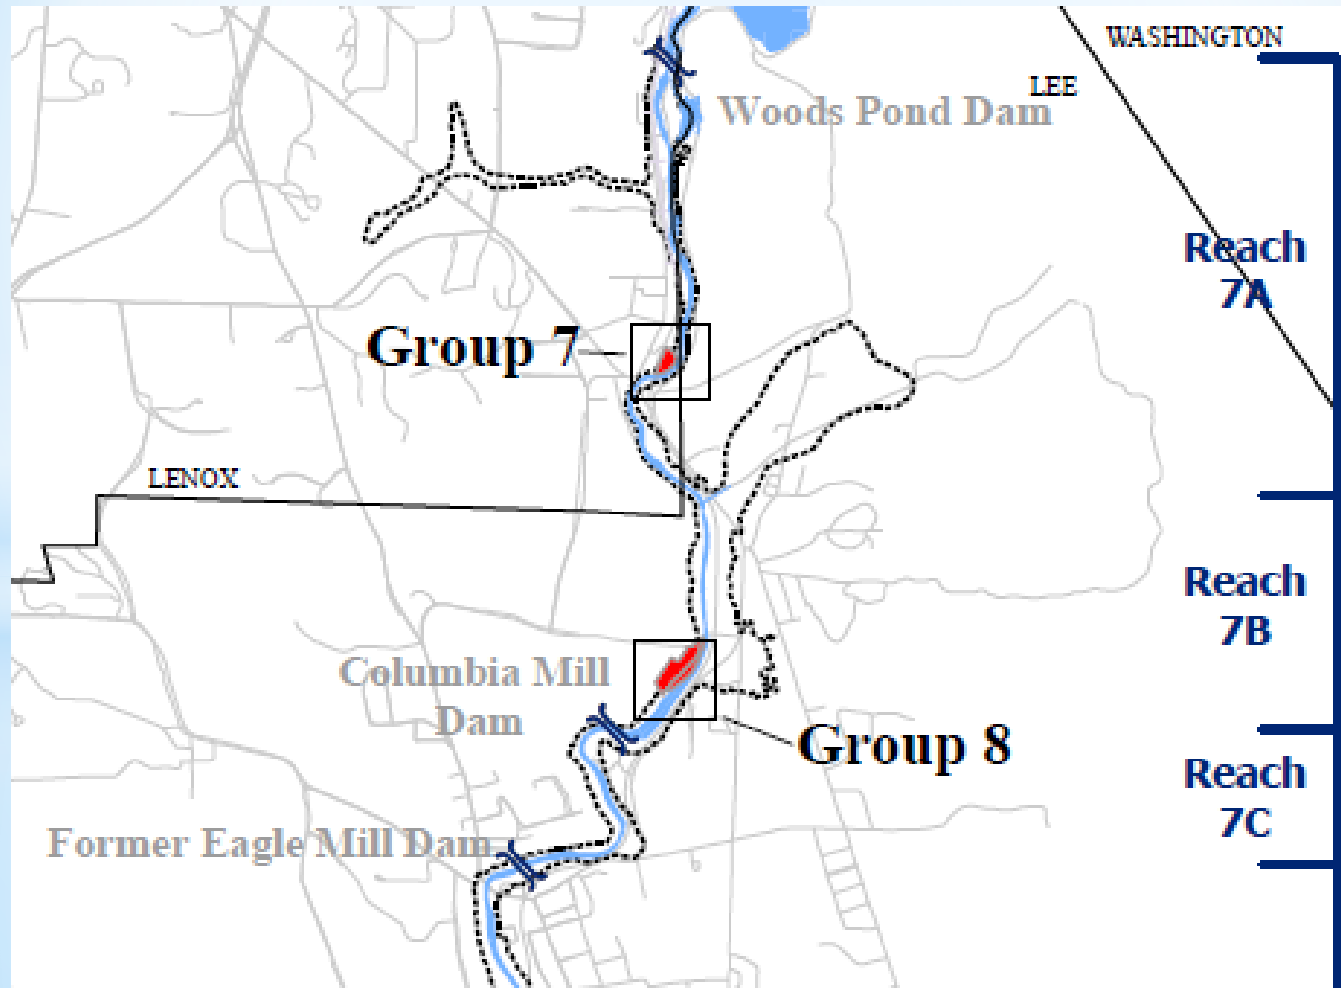 WASHINGTON
LEE
Woods Pond Dam
Reach
7A
Group 7
LENOX
Reach
7B
Columbia Mill
Dam
Group 8
Reach
7C
Former Eagle Mill Dam